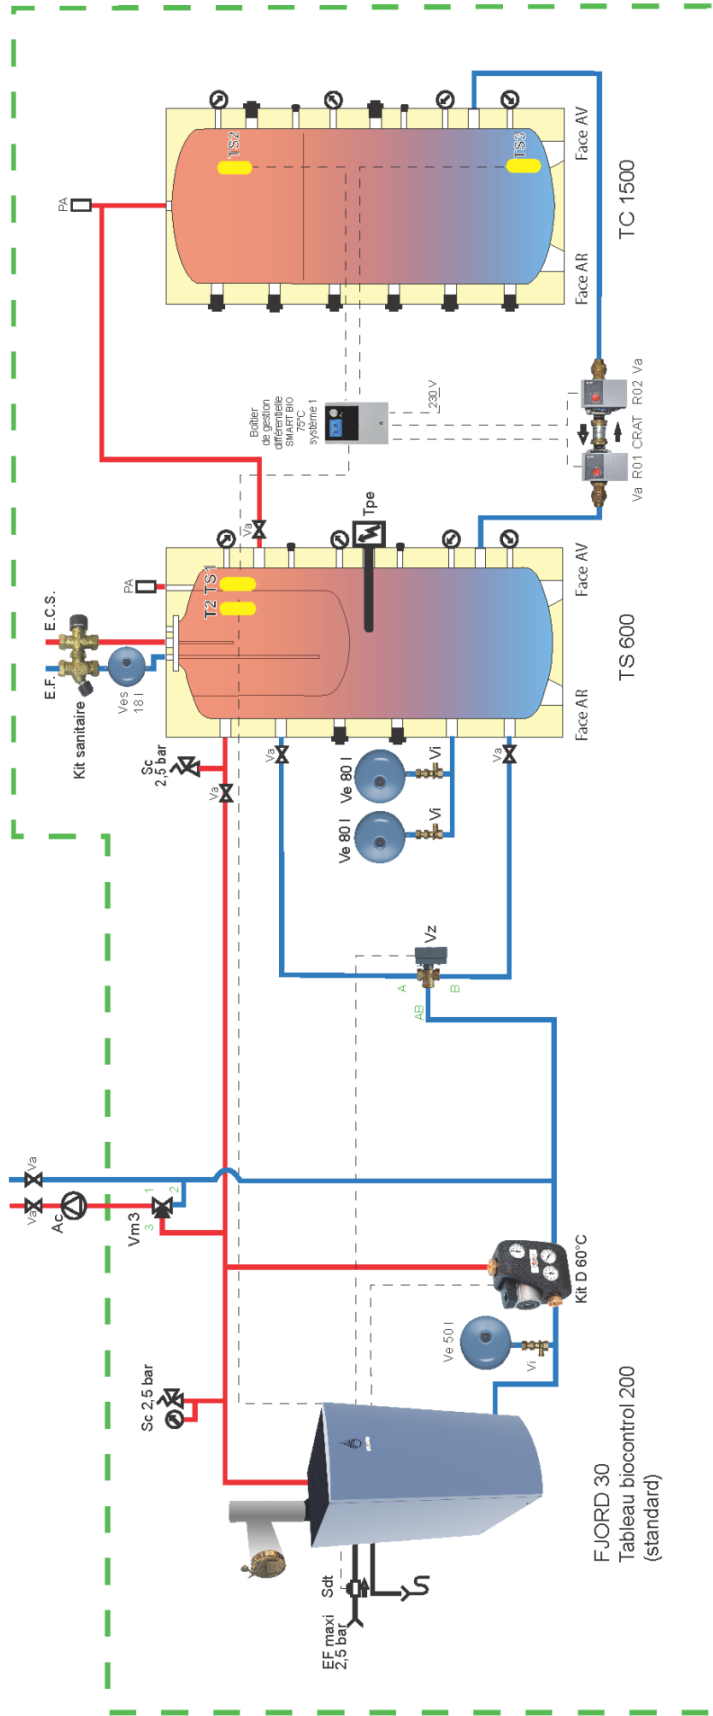 PA
TS2
TS3
Face AV
Face AR
TC 1500
Boîtier
de gestion
différentielle
SMART BIO
75°C
système 1
230 V
Va R01 CRAT R02 Va
E.F.
E.C.S.
Kit sanitaire
Ves
18 l
PA
T2 TS1
Va
Tpe
Face AV
Face AR
TS 600
Sc
2,5 bar
Va
Va
Va
Ve 80 l
Vi
Ve 80 l
Vi
Vz
A
B
AB
Va
Va
Ac
Vm3
1
2
3
Kit D 60°C
Ve 50 l
Vi
Sc 2,5 bar
Sdt
EF maxi
2,5 bar
FJORD 30
Tableau biocontrol 200
(standard)